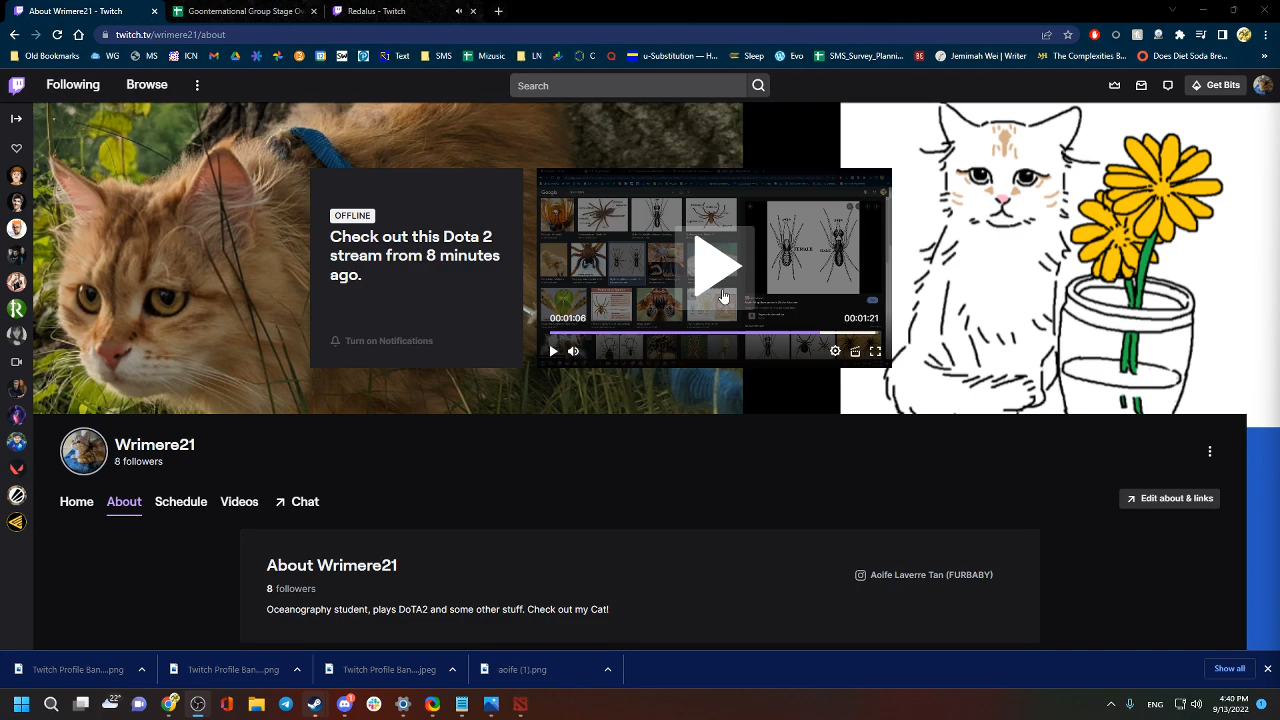 About Wrimere21 - Twitch
Goonternational Group Stage Ov
Redalus - Twitch
twitch.tv/wrimere21/about
Old Bookmarks
WB
MS
ICN
W
Text
SMS
Mizusic
LN
C
u-Substitution — H...
Sleep
Evo
SMS_Survey_SMS...
Jemimah Wei | Writer
The Complexities B...
Does Diet Soda Bre...
Following
Browse
Search
Get Bits
OFFLINE
Check out this Dota 2
stream from 8 minutes
ago.
Turn on Notifications
Google
FEMALE
00:01:06
00:01:21
Wrimere21
8 followers
Home
About
Schedule
Videos
Chat
Edit about & links
About Wrimere21
8 followers
Aoife Laverre Tan (FURBABY)
Oceanography student, plays DoTA2 and some other stuff. Check out my Cat!
Twitch Profile Ban....png
Twitch Profile Ban....png
Twitch Profile Ban....jpeg
aoife (1).png
Show all
22°
ENG
4:40 PM
9/13/2022